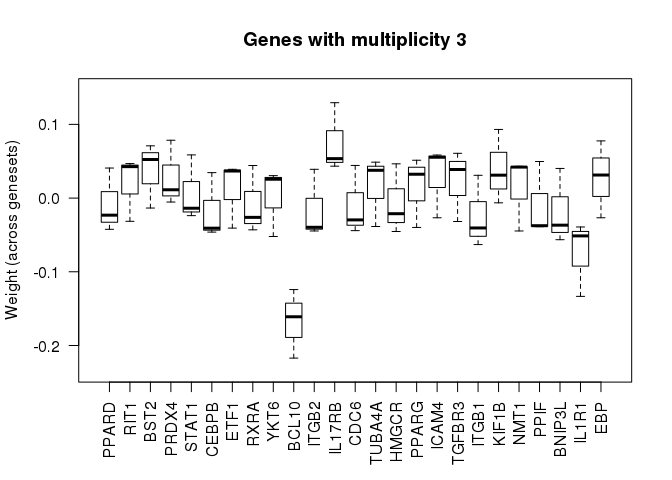 Genes with multiplicity 3
Weight (across genesets)
0.1
0.0
-0.1
-0.2
PPARD
RIT1
BST2
PRDX4
STAT1
CEBPB
ETF1
RXRA
YKT6
BCL10
ITGB2
IL17RB
CDC6
TUBA4A
HMGCR
PPARG
ICAM4
TGFBR3
ITGB1
KIF1B
NMT1
PPIF
BNIP3L
IL1R1
EBP